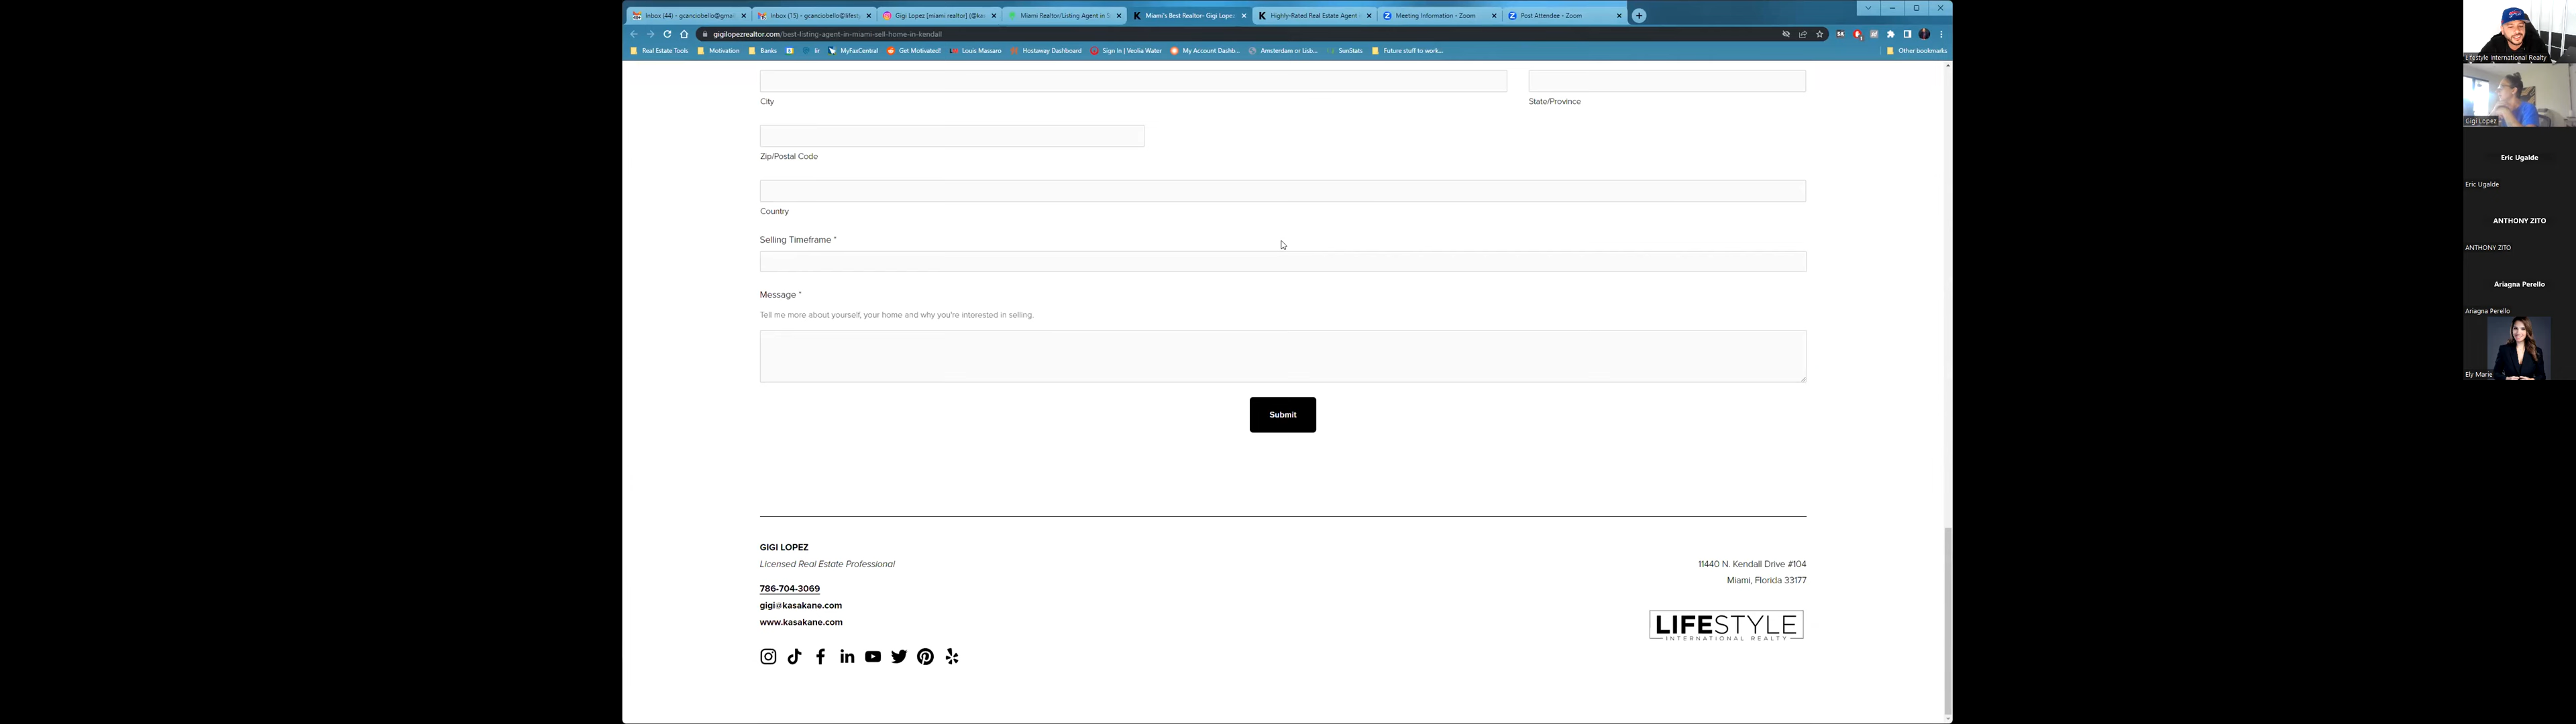 Inbox (44) - gcanciobello@gmai
Inbox (15) - gcanciobello@lifesty
Gigi Lopez [miami realtor] (@kas
Miami Realtor/Listing Agent in
Miami's Best Realtor- Gigi Lopez
Highly-Rated Real Estate Agent
Meeting Information - Zoom
Post Attendee - Zoom
gigilopezrealtor.com/best-listing-agent-in-miami-sell-home-in-kendall
Real Estate Tools
Motivation
Banks
lir
MyFaxCentral
Get Motivated!
Louis Massaro
Hostaway Dashboard
Sign In | Veolia Water
My Account Dashb...
Amsterdam or Lisb...
SunStats
Future stuff to work...
Other bookmarks
City
State/Province
Zip/Postal Code
Country
Selling Timeframe *
Message *
Tell me more about yourself, your home and why you're interested in selling.
Submit
GIGI LOPEZ
Licensed Real Estate Professional
786-704-3069
gigi@kasakane.com
www.kasakane.com
11440 N. Kendall Drive #104
Miami, Florida 33177
LIFESTYLE
INTERNATIONAL REALTY
Lifestyle International Realty
Gigi Lopez
Eric Ugalde
Eric Ugalde
ANTHONY ZITO
ANTHONY ZITO
Ariagna Perello
Ariagna Perello
Ely Marie